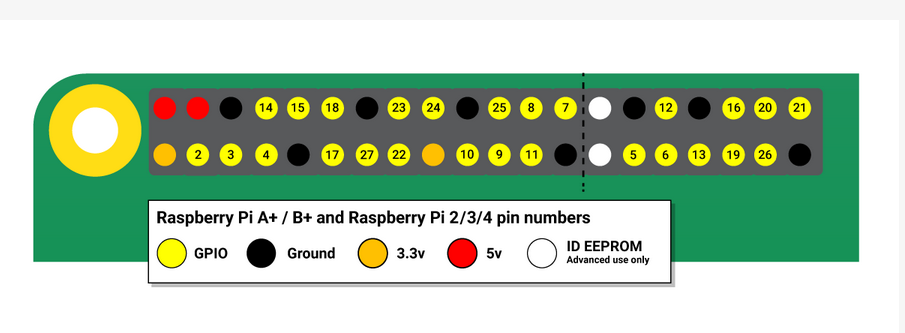 14 15 18 23 24 25 8 7 12 16 20 21
2 3 4 17 27 22 10 9 11 5 6 13 19 26
Raspberry Pi A+ / B+ and Raspberry Pi 2/3/4 pin numbers
GPIO Ground 3.3v 5v ID EEPROM
Advanced use only